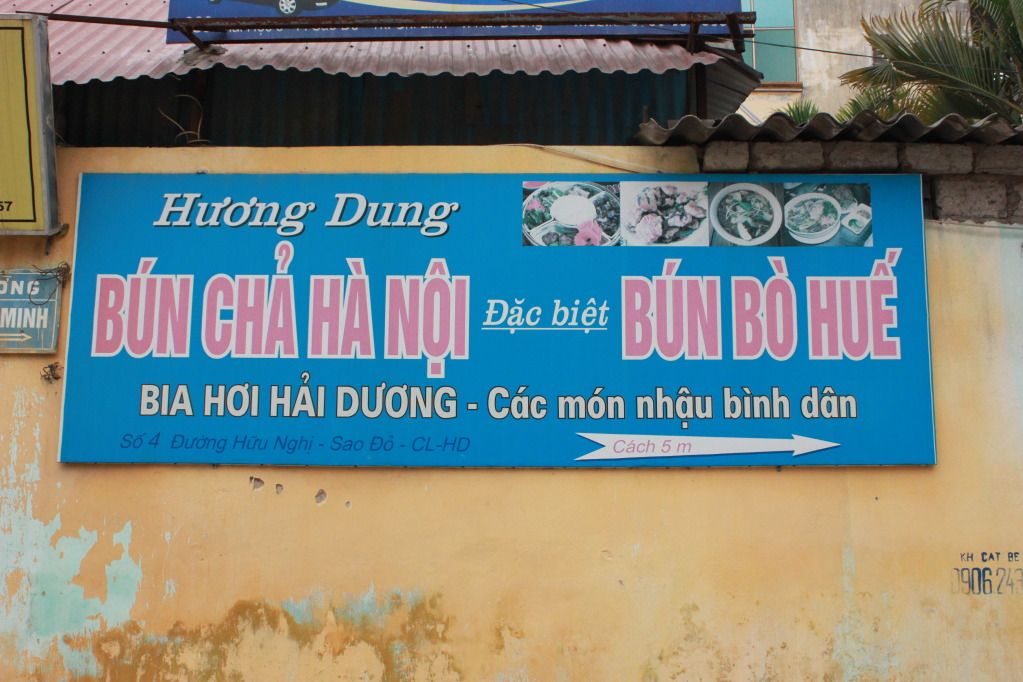 Hương Dung
BÚN CHẢ HÀ NỘI Đặc biệt BÚN BÒ HUẾ
BIA HƠI HẢI DƯƠNG - Các món nhậu bình dân
Số 4 Đường Hữu Nghị - Sao Đỏ - CL-HD
Cách 5 m
57
MINH
KH CAT BE
0906.243